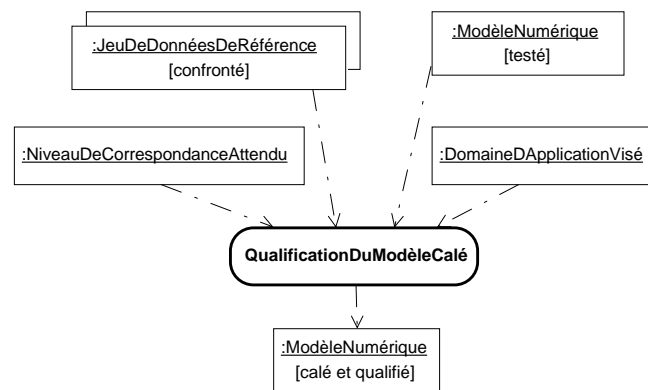 :JeuDeDonnéesDeRéférence
[confronté]
:ModèleNumérique
[testé]
:NiveauDeCorrespondanceAttendu
:DomaineDApplicationVisé
QualificationDuModèleCalé
:ModèleNumérique
[calé et qualifié]